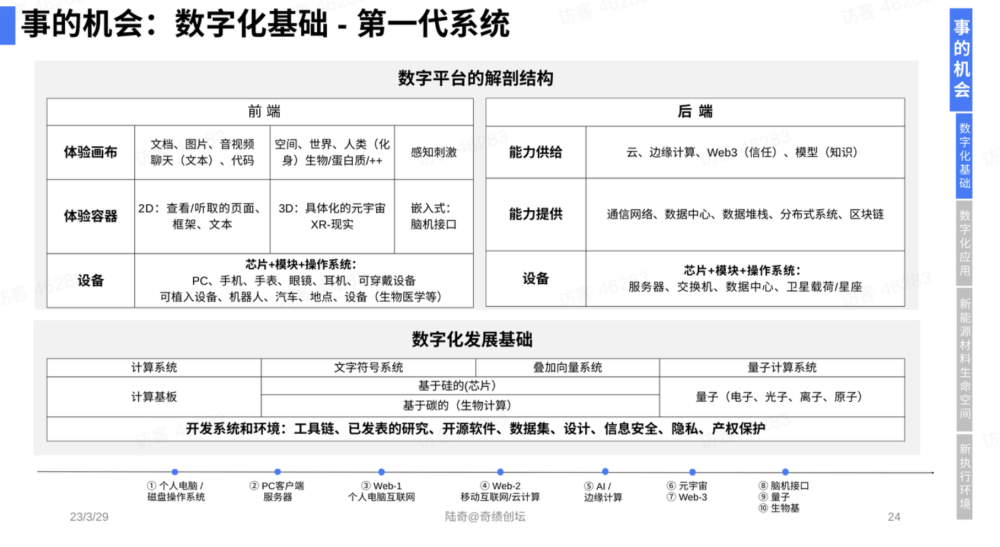 事的机会：数字化基础 - 第一代系统
数字平台的解剖结构
前 端
体验画布
文档、图片、音视频
聊天（文本）、代码
空间、世界、人类（化
身）生物/蛋白质/++
感知刺激
体验容器
2D：查看/听取的页面、
框架、文本
3D：具体化的元宇宙
XR-现实
嵌入式：
脑机接口
设备
芯片+模块+操作系统：
PC、手机、手表、眼镜、耳机、可穿戴设备
可植入设备、机器人、汽车、地点、设备（生物医学等）
后 端
能力供给
云、边缘计算、Web3（信任）、模型（知识）
能力提供
通信网络、数据中心、数据堆栈、分布式系统、区块链
设备
芯片+模块+操作系统：
服务器、交换机、数据中心、卫星载荷/星座
数字化发展基础
计算系统
文字符号系统
叠加向量系统
量子计算系统
计算基板
基于硅的(芯片）
基于碳的（生物计算）
量子（电子、光子、离子、原子）
开发系统和环境：工具链、已发表的研究、开源软件、数据集、设计、信息安全、隐私、产权保护
① 个人电脑 /
磁盘操作系统
② PC客户端
服务器
③ Web-1
个人电脑互联网
④ Web-2
移动互联网/云计算
⑤ AI /
边缘计算
⑥ 元宇宙
⑦ Web-3
⑧ 脑机接口
⑨ 量子
⑩ 生物基
23/3/29
陆奇@奇绩创坛
24
事的机会
数字化基础
数字化应用
新能源材料生命空间
新执行环境
访客 46283